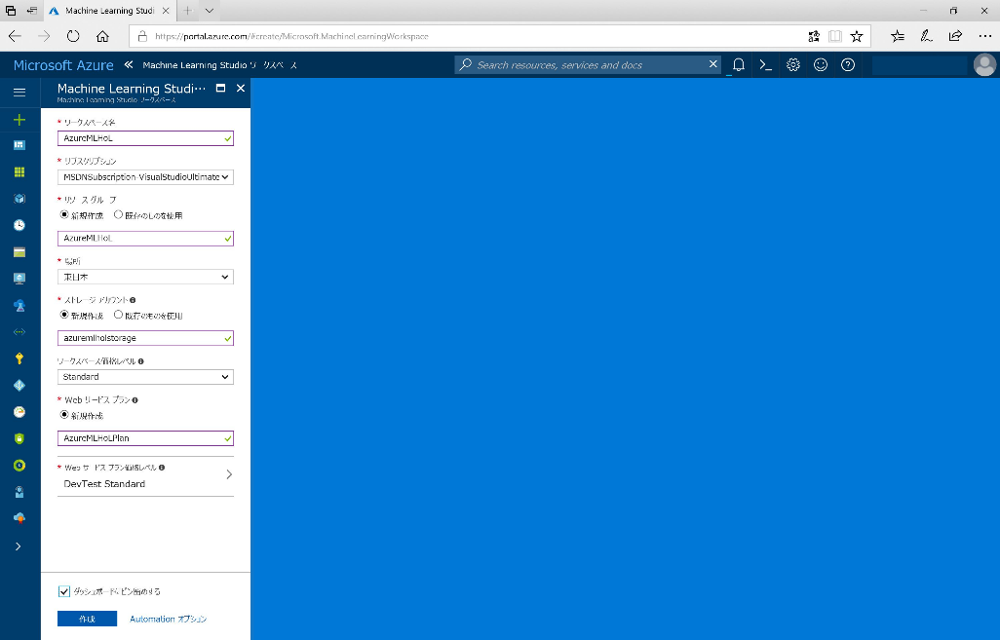 Machine Learning Studi
https://portal.azure.com/#create/Microsoft.MachineLearningWorkspace
Microsoft Azure
Machine Learning Studio ワークスペース
Search resources, services and docs
Machine Learning Studi···
Machine Learning Studio ワークスペース
* ワークスペース名
AzureMLHoL
* サブスクリプション
MSDNSubscription-VisualStudioUltimate
* リソース グループ
新規作成 既存のものを使用
AzureMLHoL
* 場所
東日本
* ストレージ アカウント
新規作成 既存のものを使用
azuremlholstorage
ワークスペース価格レベル
Standard
* Web サービス プラン
新規作成
AzureMLHoLPlan
* Web サービス プラン価格レベル
DevTest Standard
ダッシュボードにピン留めする
作成 Automation オプション